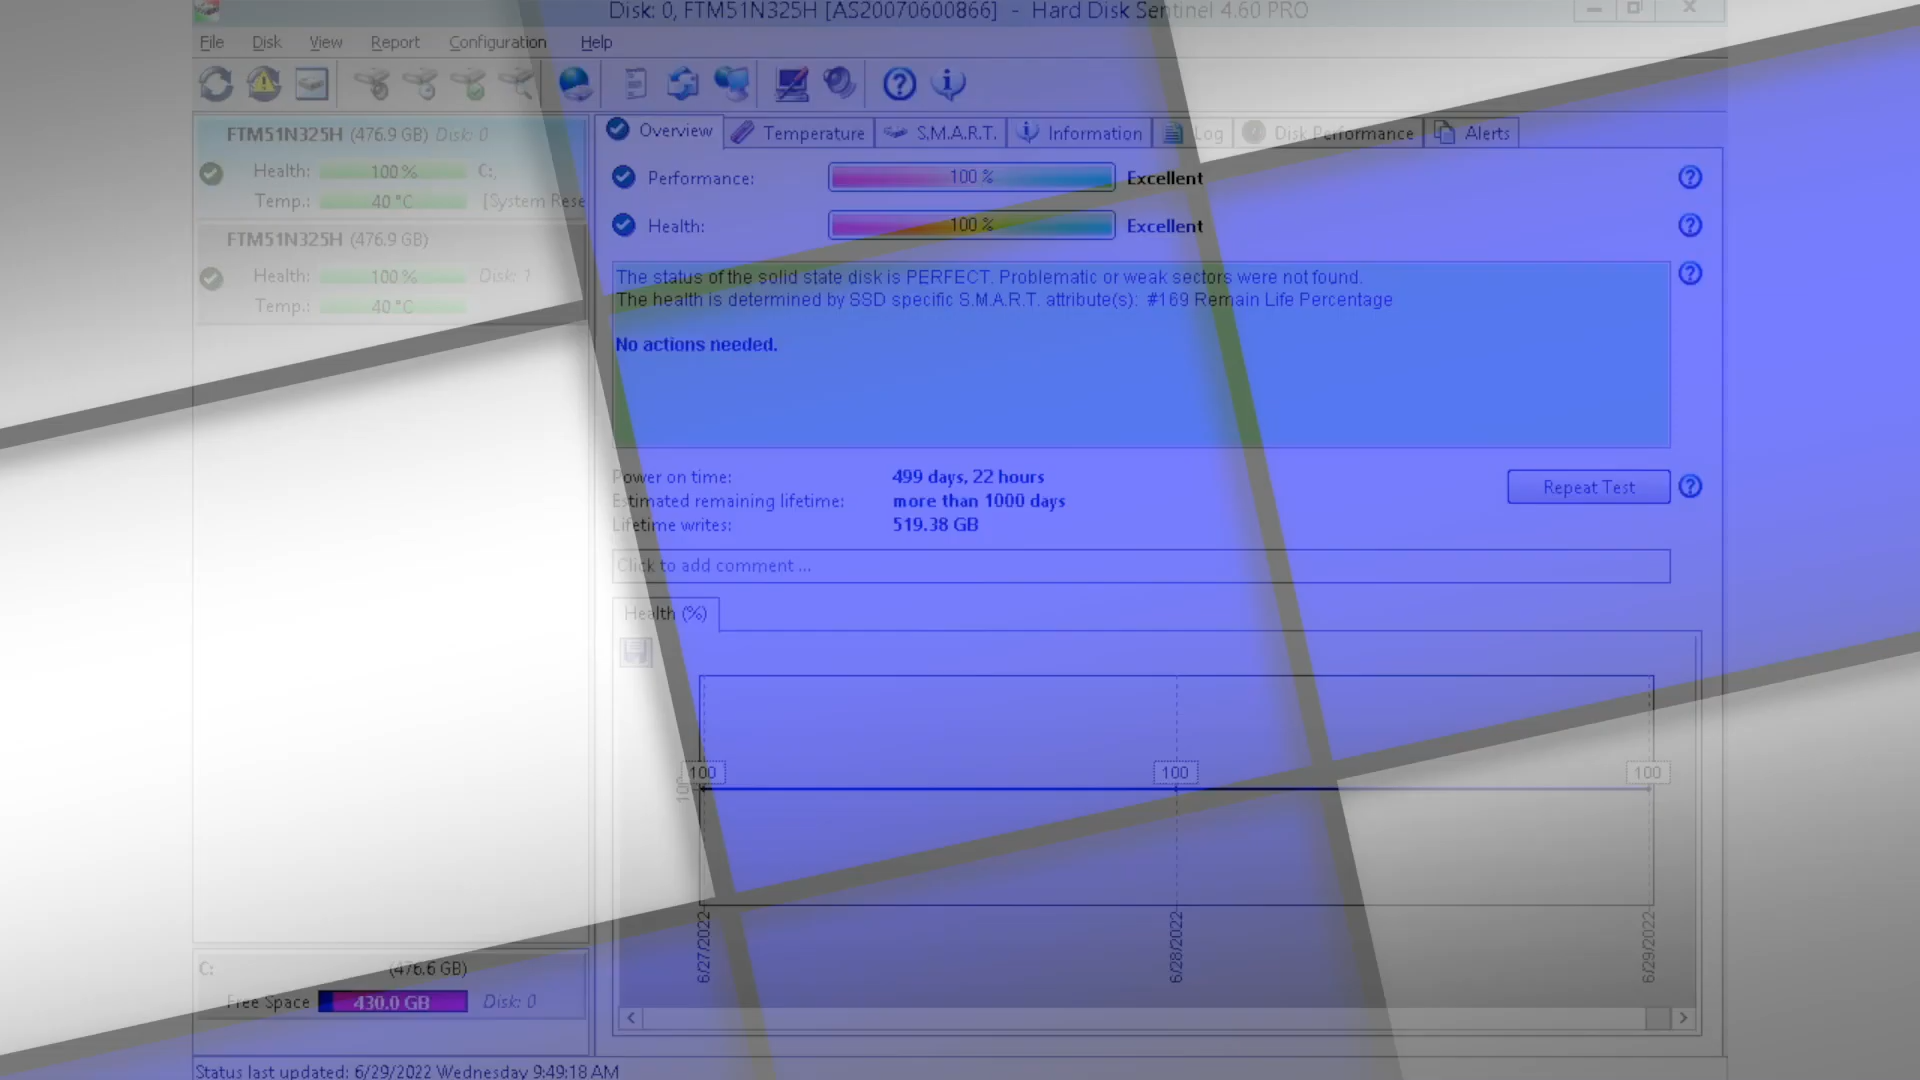 Disk: 0, FTM51N325H [AS20070600866] - Hard Disk Sentinel 4.60 PRO
File Disk View Report Configuration Help
FTM51N325H (476.9 GB) Disk: 0
Health: 100 % C:,
Temp.: 40 °C [System Rese
FTM51N325H (476.9 GB)
Health: 100 % Disk: 1
Temp.: 40 °C
Overview Temperature S.M.A.R.T. Information Log Disk Performance Alerts
Performance: 100 % Excellent
Health: 100 % Excellent
The status of the solid state disk is PERFECT. Problematic or weak sectors were not found.
The health is determined by SSD specific S.M.A.R.T. attribute(s): #169 Remain Life Percentage
No actions needed.
Power on time: 499 days, 22 hours
Estimated remaining lifetime: more than 1000 days
Lifetime writes: 519.38 GB
Repeat Test
Click to add comment ...
Health (%)
100
100 100 100
6/27/2022 6/28/2022 6/29/2022
C: (476.6 GB)
Free Space 430.0 GB Disk: 0
Status last updated: 6/29/2022 Wednesday 9:49:18 AM